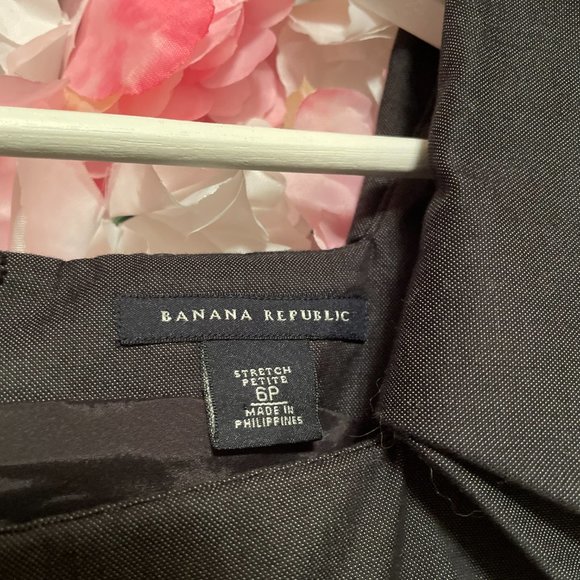 BANANA REPUBLIC
STRETCH
PETITE
6P
MADE IN
PHILIPPINES